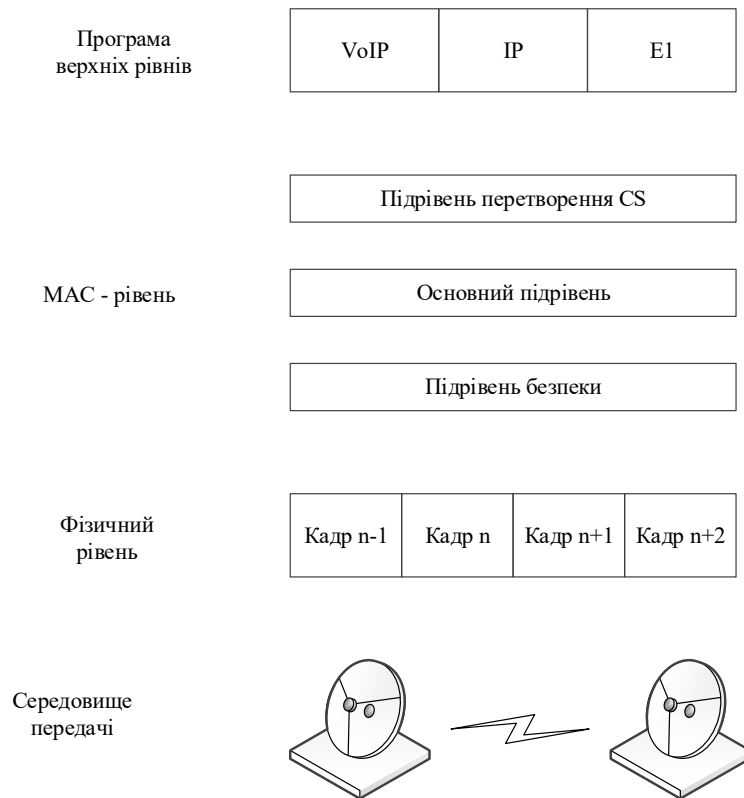 Програма
верхніх рівнів
VoIP
IP
E1
Підрівень перетворення CS
МАС - рівень
Основний підрівень
Підрівень безпеки
Фізичний
рівень
Кадр n-1
Кадр n
Кадр n+1
Кадр n+2
Середовище
передачі